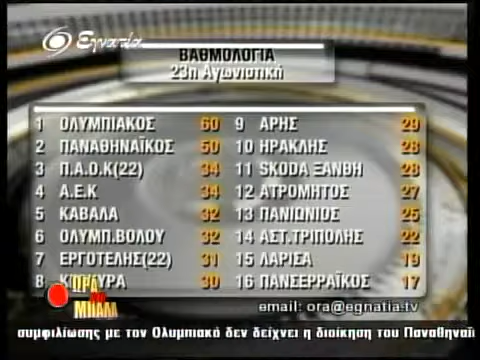 Εγνατία
ΒΑΘΜΟΛΟΓΙΑ
23η Αγωνιστική
1 ΟΛΥΜΠΙΑΚΟΣ 60
2 ΠΑΝΑΘΗΝΑΪΚΟΣ 50
3 Π.Α.Ο.Κ(22) 34
4 Α.Ε.Κ 34
5 ΚΑΒΑΛΑ 32
6 ΟΛΥΜΠ.ΒΟΛΟΥ 32
7 ΕΡΓΟΤΕΛΗΣ(22) 31
8 ΚΕΡΚΥΡΑ 30
9 ΑΡΗΣ 29
10 ΗΡΑΚΛΗΣ 28
11 SKODA ΞΑΝΘΗ 28
12 ΑΤΡΟΜΗΤΟΣ 27
13 ΠΑΝΙΩΝΙΟΣ 25
14 ΑΣΤ.ΤΡΙΠΟΛΗΣ 22
15 ΛΑΡΙΣΑ 19
16 ΠΑΝΣΕΡΡΑΪΚΟΣ 17
ΩΡΑ
ΓΙΑ
ΜΠΑΛΑ
email: ora@egnatia.tv
συμφιλίωσης με τον Ολυμπιακό δεν δείχνει η διοίκηση του Παναθηναϊ